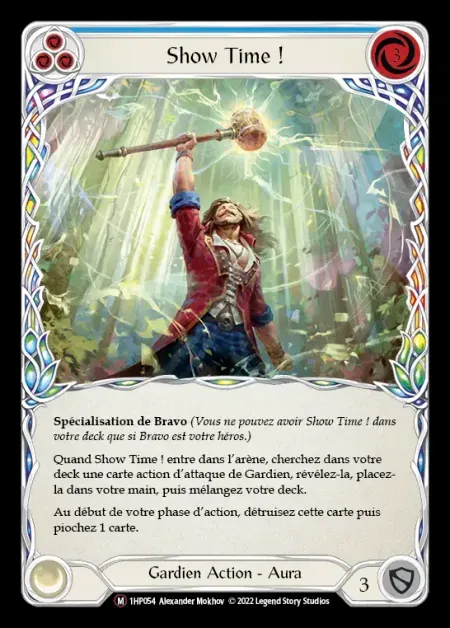 Show Time !
3
Spécialisation de Bravo (Vous ne pouvez avoir Show Time ! dans
votre deck que si Bravo est votre héros.)
Quand Show Time ! entre dans l'arène, cherchez dans votre
deck une carte action d'attaque de Gardien, révélez-la, placez-
la dans votre main, puis mélangez votre deck.
Au début de votre phase d'action, détruisez cette carte puis
piochez 1 carte.
Gardien Action - Aura
3
M 1HP054 Alexander Mokhov © 2022 Legend Story Studios